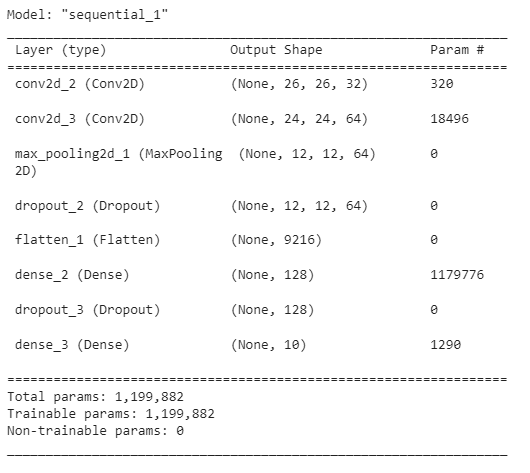 Model: "sequential_1"
_________________________________________________________________
Layer (type) Output Shape Param #
=================================================================
conv2d_2 (Conv2D) (None, 26, 26, 32) 320
conv2d_3 (Conv2D) (None, 24, 24, 64) 18496
max_pooling2d_1 (MaxPooling (None, 12, 12, 64) 0
2D)
dropout_2 (Dropout) (None, 12, 12, 64) 0
flatten_1 (Flatten) (None, 9216) 0
dense_2 (Dense) (None, 128) 1179776
dropout_3 (Dropout) (None, 128) 0
dense_3 (Dense) (None, 10) 1290
=================================================================
Total params: 1,199,882
Trainable params: 1,199,882
Non-trainable params: 0
_________________________________________________________________